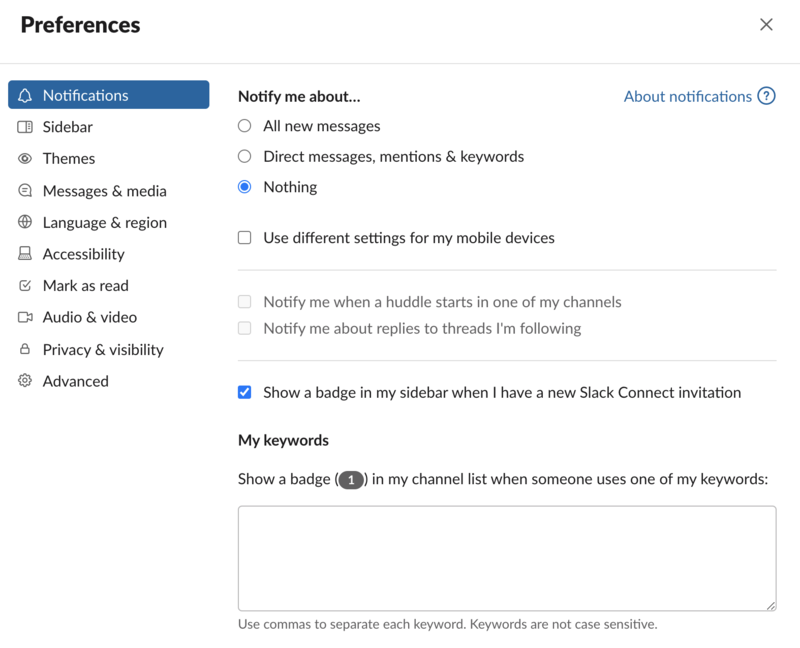 Preferences
Notifications
Sidebar
Themes
Messages & media
Language & region
Accessibility
Mark as read
Audio & video
Privacy & visibility
Advanced
Notify me about...
About notifications ?
All new messages
Direct messages, mentions & keywords
Nothing
Use different settings for my mobile devices
Notify me when a huddle starts in one of my channels
Notify me about replies to threads I'm following
Show a badge in my sidebar when I have a new Slack Connect invitation
My keywords
Show a badge (1) in my channel list when someone uses one of my keywords:
Use commas to separate each keyword. Keywords are not case sensitive.